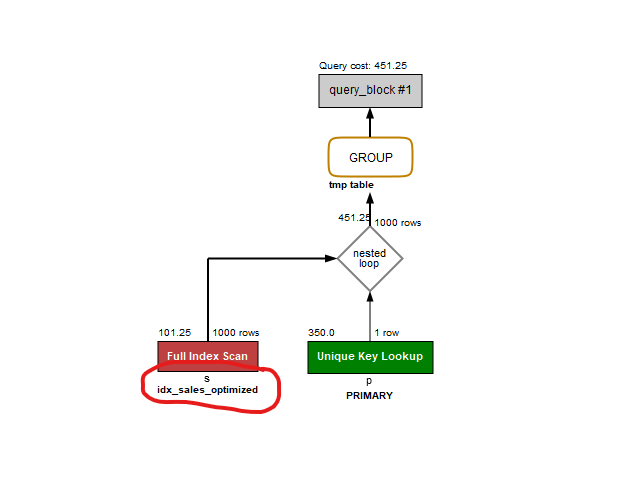 Query cost: 451.25
query_block #1
GROUP
tmp table
451.25
1000 rows
nested
loop
101.25
1000 rows
350.0
1 row
Full Index Scan
Unique Key Lookup
s
p
idx_sales_optimized
PRIMARY